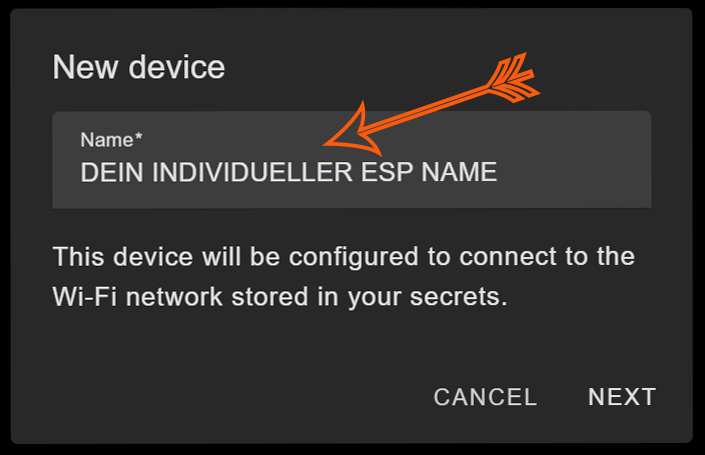 New device
Name*
DEIN INDIVIDUELLER ESP NAME
This device will be configured to connect to the
Wi-Fi network stored in your secrets.
CANCEL NEXT